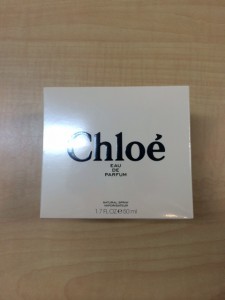 Chloé
EAU
DE
PARFUM
NATURAL SPRAY
VAPORISATEUR
1.7 FL.OZ e 50 ml